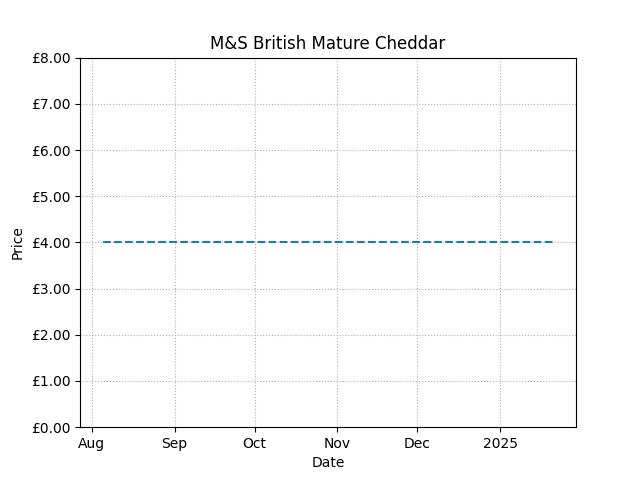 M&S British Mature Cheddar
£8.00
£7.00
£6.00
£5.00
£4.00
£3.00
£2.00
£1.00
£0.00
Price
Aug Sep Oct Nov Dec 2025
Date